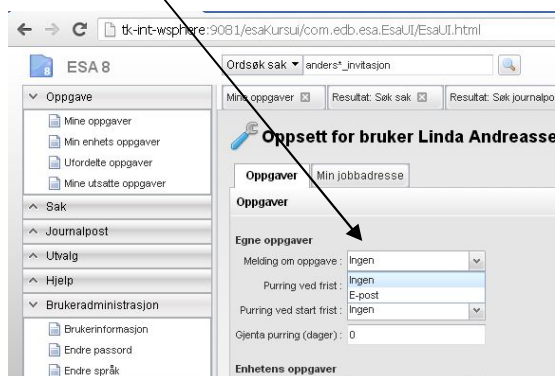 tk-int-wsphere:9081/esaKursui/com.edb.esa.EsaUI/EsaUI.html
ESA 8
Ordsøk sak
anders*_invitasjon
Oppgave
Mine oppgaver
Min enhets oppgaver
Ufordelte oppgaver
Mine utsatte oppgaver
Sak
Journalpost
Utvalg
Hjelp
Brukeradministrasjon
Brukerinformasjon
Endre passord
Endre språk
Mine oppgaver
Resultat: Søk sak
Resultat: Søk journalpo
Oppsett for bruker Linda Andreasse
Oppgaver
Min jobbadresse
Oppgaver
Egne oppgaver
Melding om oppgave : Ingen
Ingen
E-post
Purring ved frist :
Purring ved start frist : Ingen
Gjenta purring (dager) : 0
Enhetens oppgaver